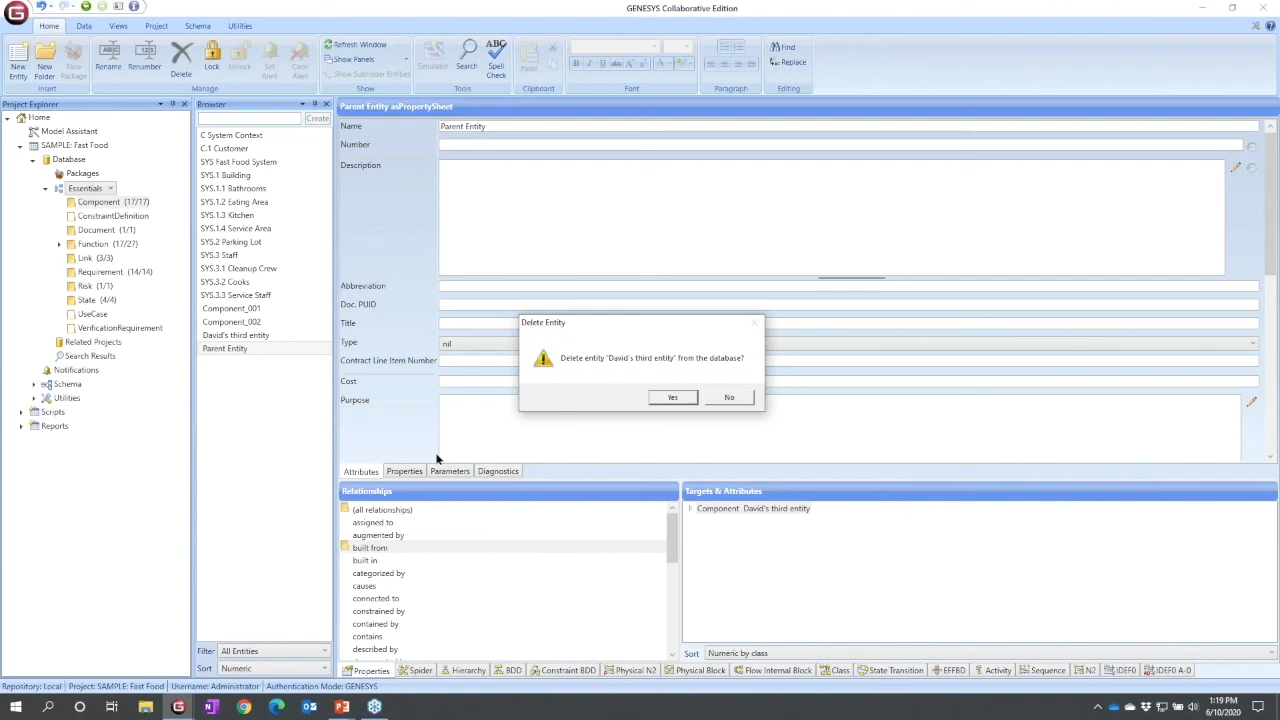 GENESYS Collaborative Edition
Home Data Views Project Schema Utilities
New Entity
New Folder
New Package
Rename
Renumber
Delete
Lock
Unlock
Set Alert
Clear Alert
Refresh Window
Show Panels
Show Subfolder Entities
Simulator
Search
ABC
Spell Check
Paste
Find
Replace
Insert Manage Show Tools Clipboard Font Paragraph Editing
Project Explorer
Home
Model Assistant
SAMPLE: Fast Food
Database
Packages
Essentials
Component (17/17)
ConstraintDefinition
Document (1/1)
Function (17/27)
Link (3/3)
Requirement (14/14)
Risk (1/1)
State (4/4)
UseCase
VerificationRequirement
Related Projects
Search Results
Notifications
Schema
Utilities
Scripts
Reports
Browser
Create
C System Context
C.1 Customer
SYS Fast Food System
SYS.1 Building
SYS.1.1 Bathrooms
SYS.1.2 Eating Area
SYS.1.3 Kitchen
SYS.1.4 Service Area
SYS.2 Parking Lot
SYS.3 Staff
SYS.3.1 Cleanup Crew
SYS.3.2 Cooks
SYS.3.3 Service Staff
Component_001
Component_002
David's third entity
Parent Entity
Filter All Entities
Sort Numeric
Parent Entity asPropertySheet
Name Parent Entity
Number
Description
Abbreviation
Doc. PUID
Title
Type nil
Contract Line Item Number
Cost
Purpose
Delete Entity
Delete entity "David's third entity" from the database?
Yes No
Attributes Properties Parameters Diagnostics
Relationships
(all relationships)
assigned to
augmented by
built from
built in
categorized by
causes
connected to
constrained by
contained by
contains
described by
Targets & Attributes
Component David's third entity
Sort Numeric by class
Properties Spider Hierarchy BDD Constraint BDD Physical N2 Physical Block Flow Internal Block Class State Transition EFFBD Activity Sequence N2 IDEF0 IDEF0 A-0
Repository: Local Project: SAMPLE: Fast Food Username: Administrator Authentication Mode: GENESYS
1:19 PM
6/10/2020